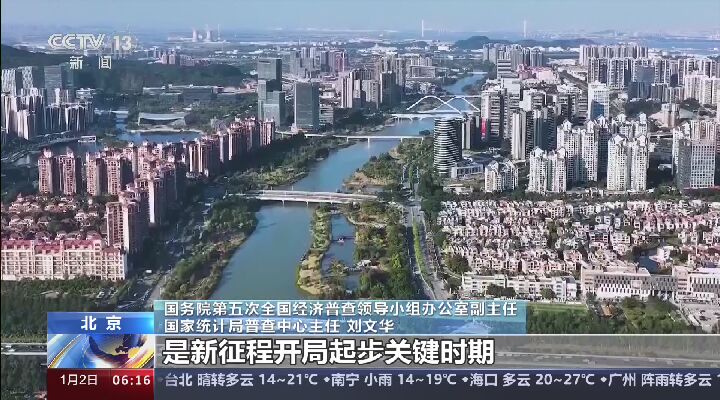 CCTV 13
新闻
国务院第五次全国经济普查领导小组办公室副主任
国家统计局普查中心主任 刘文华
北京
是新征程开局起步关键时期
1月2日 06:16
台北 晴转多云 14~21℃ 南宁 小雨 14~19℃ 海口 多云 20~27℃ 广州 阵雨转多云 16